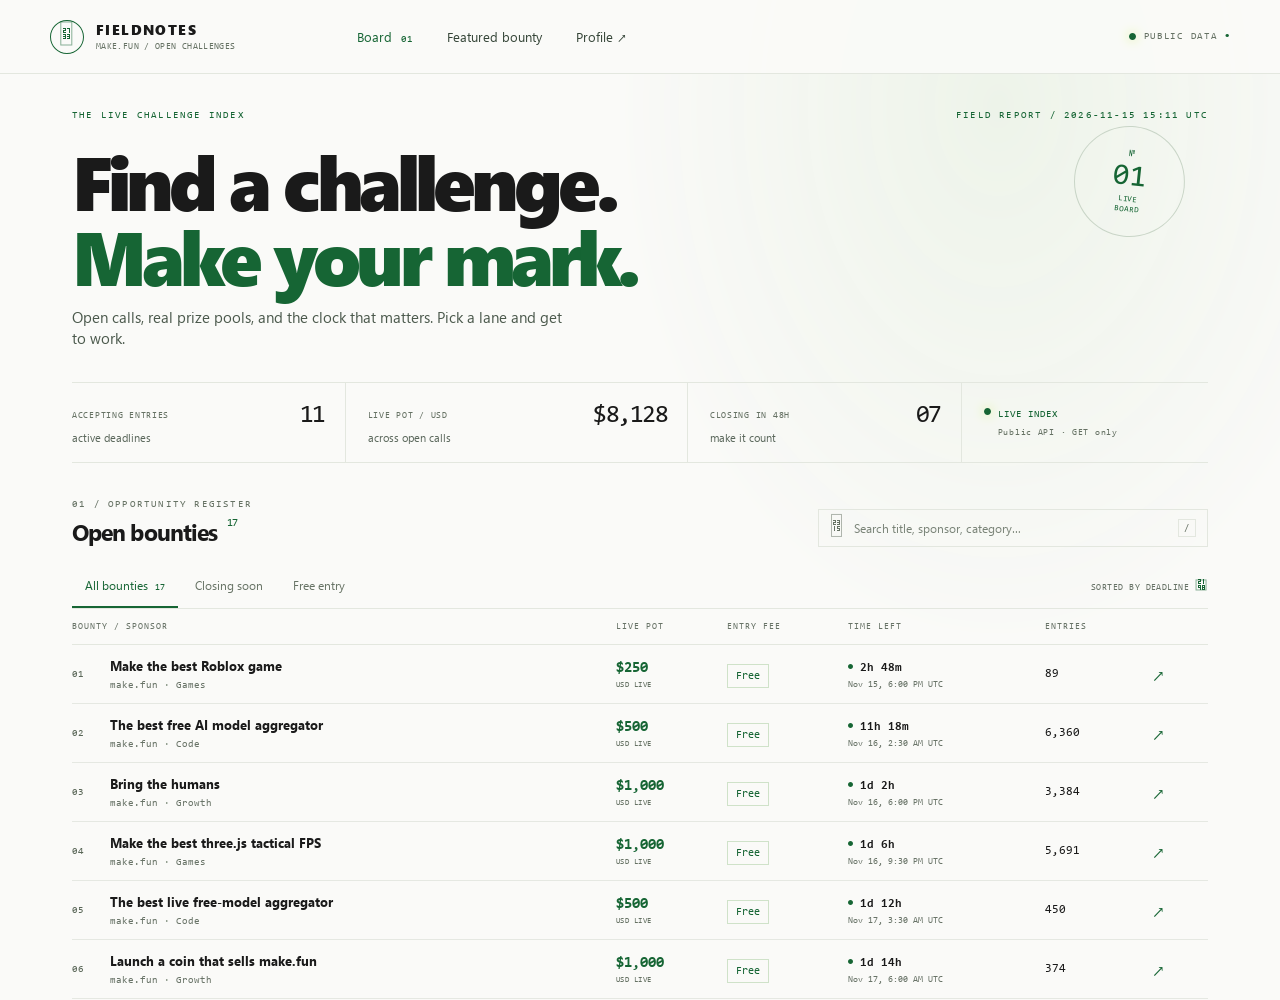 FIELDNOTES
MAKE.FUN / OPEN CHALLENGES
Board 01
Featured bounty
Profile ↗
PUBLIC DATA •
THE LIVE CHALLENGE INDEX
FIELD REPORT / 2026-11-15 15:11 UTC
Find a challenge.
Make your mark.
Nº
01
LIVE
BOARD
Open calls, real prize pools, and the clock that matters. Pick a lane and get
to work.
ACCEPTING ENTRIES
11
active deadlines
LIVE POT / USD
$8,128
across open calls
CLOSING IN 48H
07
make it count
LIVE INDEX
Public API · GET only
01 / OPPORTUNITY REGISTER
Open bounties 17
Search title, sponsor, category...
/
All bounties 17
Closing soon
Free entry
SORTED BY DEADLINE
BOUNTY / SPONSOR
LIVE POT
ENTRY FEE
TIME LEFT
ENTRIES
01
Make the best Roblox game
make.fun · Games
$250
USD LIVE
Free
2h 48m
Nov 15, 6:00 PM UTC
89
↗
02
The best free AI model aggregator
make.fun · Code
$500
USD LIVE
Free
11h 18m
Nov 16, 2:30 AM UTC
6,360
↗
03
Bring the humans
make.fun · Growth
$1,000
USD LIVE
Free
1d 2h
Nov 16, 6:00 PM UTC
3,384
↗
04
Make the best three.js tactical FPS
make.fun · Games
$1,000
USD LIVE
Free
1d 6h
Nov 16, 9:30 PM UTC
5,691
↗
05
The best live free-model aggregator
make.fun · Code
$500
USD LIVE
Free
1d 12h
Nov 17, 3:30 AM UTC
450
↗
06
Launch a coin that sells make.fun
make.fun · Growth
$1,000
USD LIVE
Free
1d 14h
Nov 17, 6:00 AM UTC
374
↗